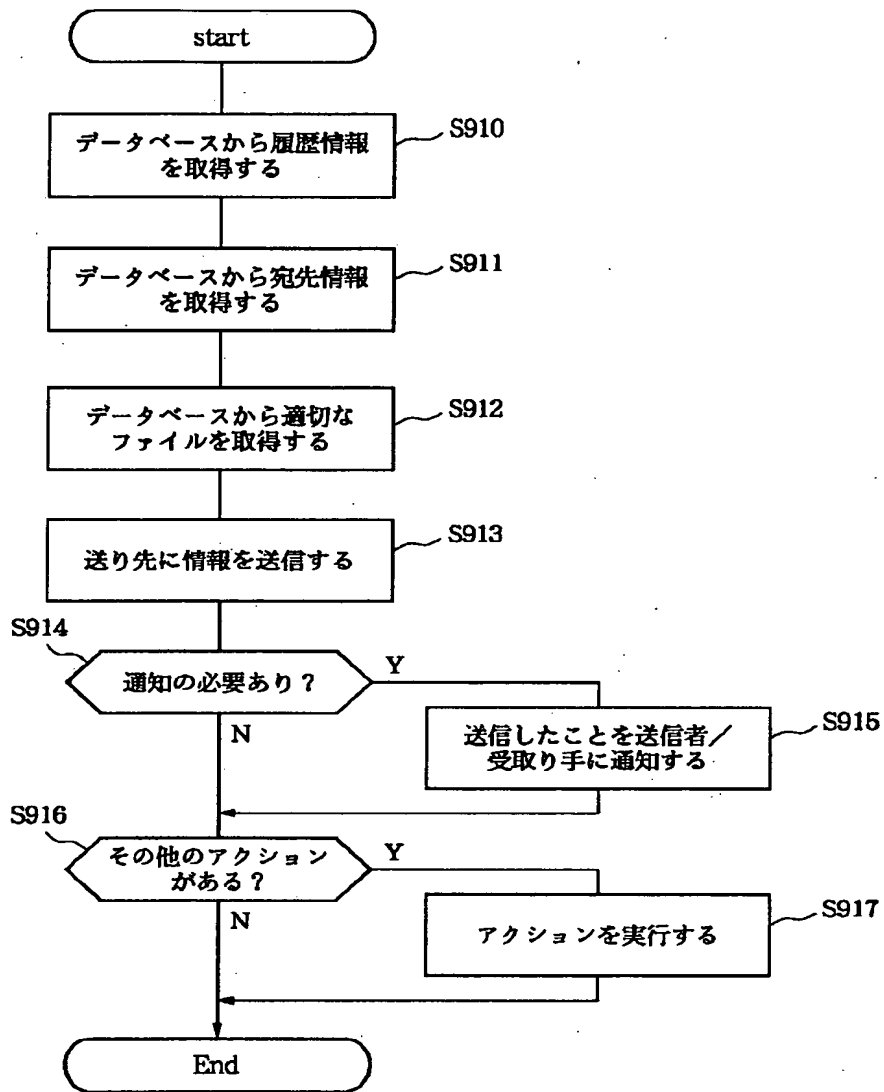 start
S910
データベースから履歴情報
を取得する
S911
データベースから宛先情報
を取得する
S912
データベースから適切な
ファイルを取得する
S913
送り先に情報を送信する
S914
通知の必要あり?
Y
N
S915
送信したことを送信者/
受取り手に通知する
S916
その他のアクション
がある?
Y
N
S917
アクションを実行する
End